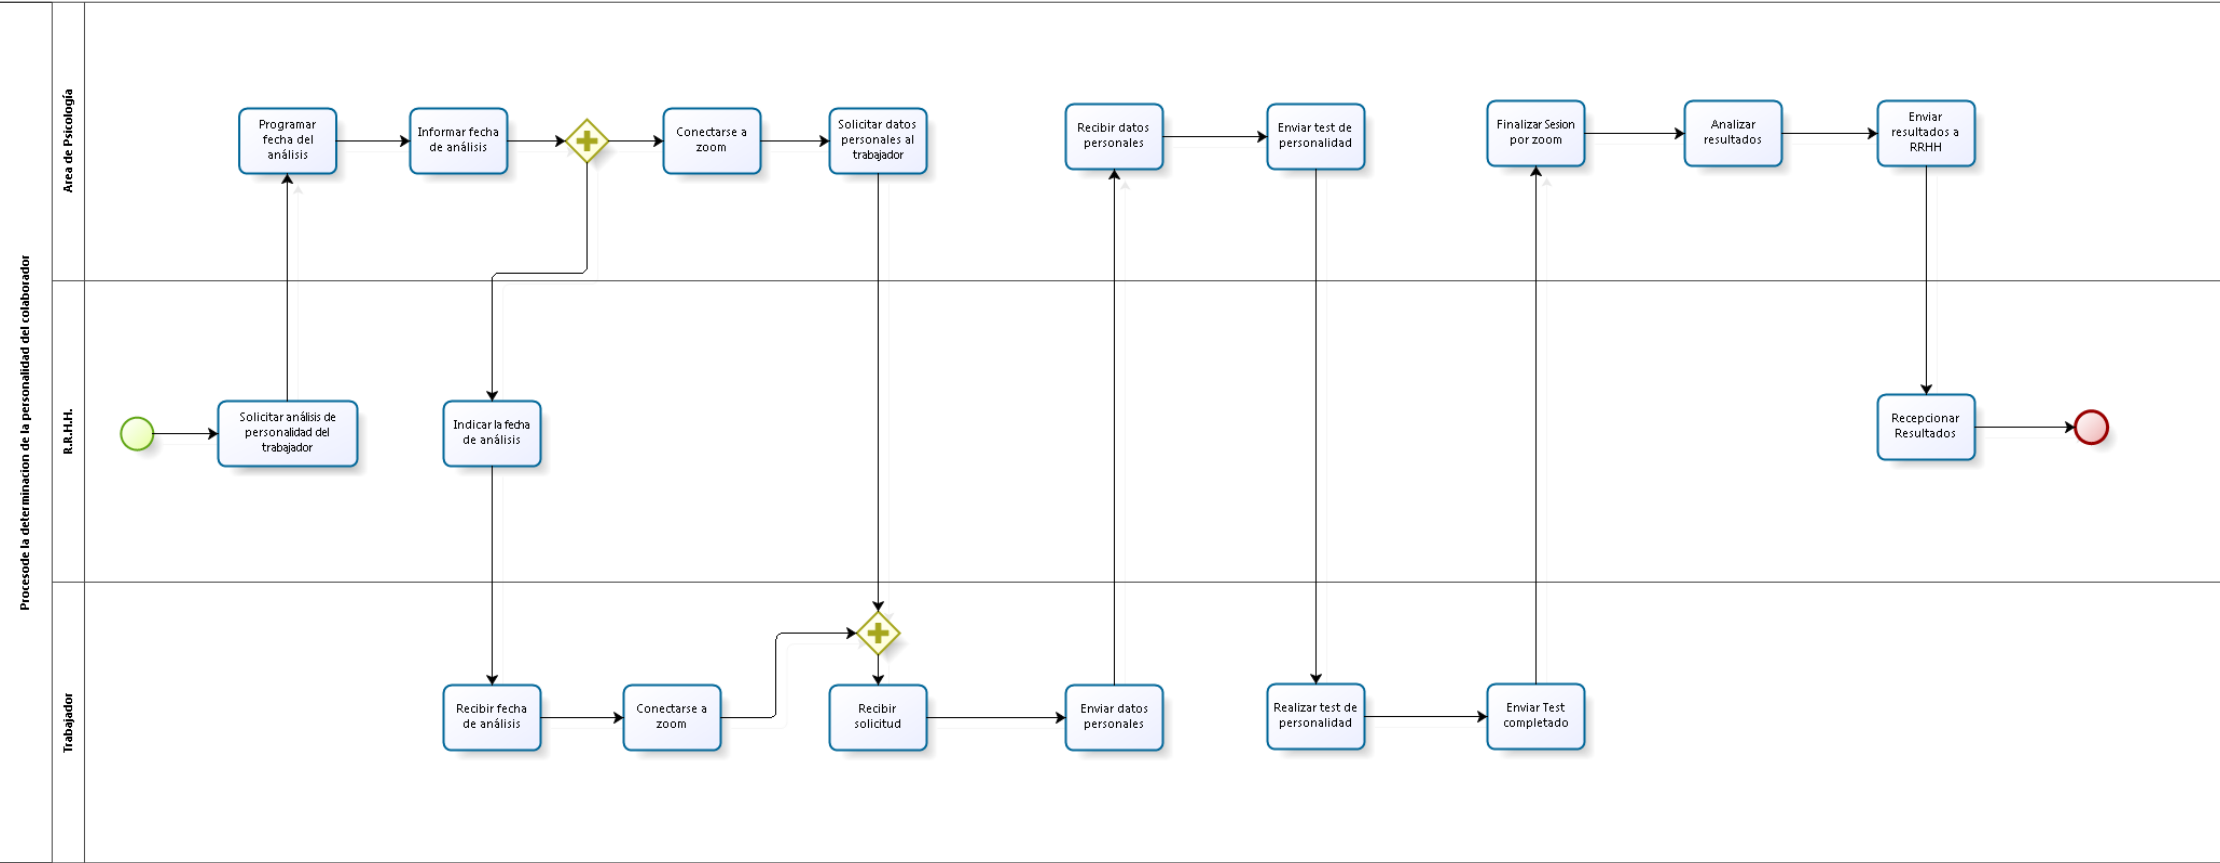 Procesode la determinacion de la personalidad del colaborador
Area de Psicología
Programar
fecha del
análisis
Informar fecha
de análisis
Conectarse a
zoom
Solicitar datos
personales al
trabajador
Recibir datos
personales
Enviar test de
personalidad
Finalizar Sesion
por zoom
Analizar
resultados
Enviar
resultados a
RRHH
R.R.H.H.
Solicitar análisis de
personalidad del
trabajador
Indicar la fecha
de análisis
Recepcionar
Resultados
Trabajador
Recibir fecha
de análisis
Conectarse a
zoom
Recibir
solicitud
Enviar datos
personales
Realizar test de
personalidad
Enviar Test
completado